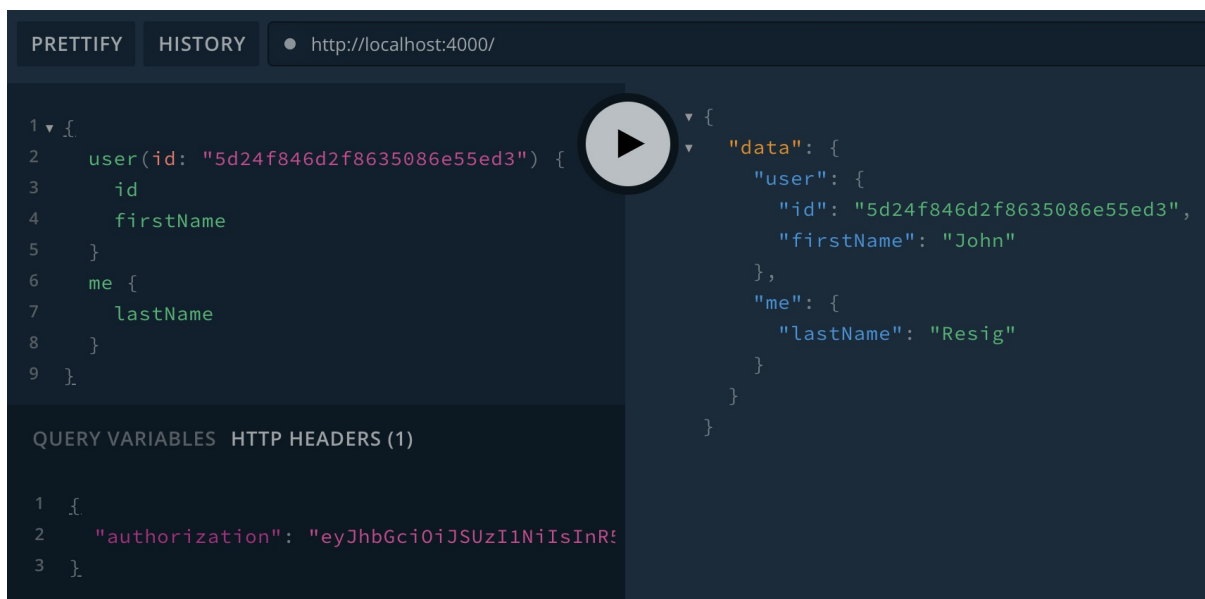 PRETTIFY HISTORY http://localhost:4000/
1 {
2 user(id: "5d24f846d2f8635086e55ed3") {
3 id
4 firstName
5 }
6 me {
7 lastName
8 }
9 }
{
"data": {
"user": {
"id": "5d24f846d2f8635086e55ed3",
"firstName": "John"
},
"me": {
"lastName": "Resig"
}
}
}
QUERY VARIABLES HTTP HEADERS (1)
1 {
2 "authorization": "eyJhbGciOiJSUzI1NiIsInR5
3 }